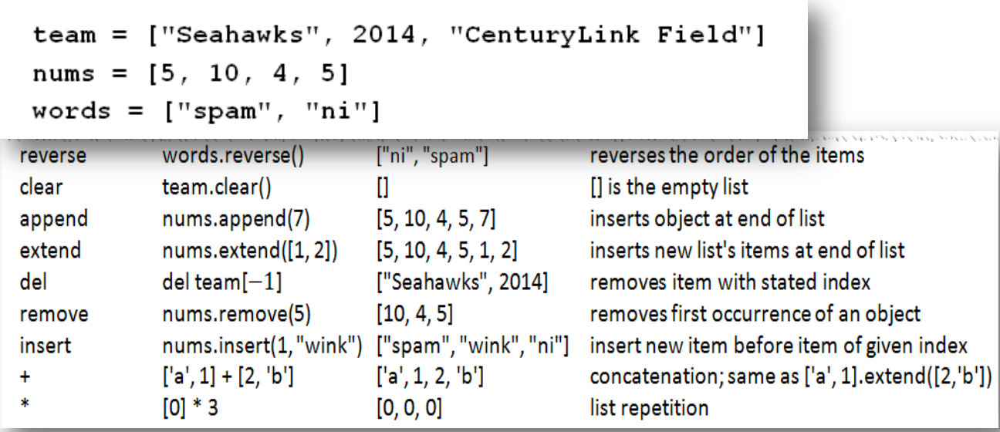 team = ["Seahawks", 2014, "CenturyLink Field"]
nums = [5, 10, 4, 5]
words = ["spam", "ni"]
reverse words.reverse() ["ni", "spam"] reverses the order of the items
clear team.clear() [] [] is the empty list
append nums.append(7) [5, 10, 4, 5, 7] inserts object at end of list
extend nums.extend([1, 2]) [5, 10, 4, 5, 1, 2] inserts new list's items at end of list
del del team[−1] ["Seahawks", 2014] removes item with stated index
remove nums.remove(5) [10, 4, 5] removes first occurrence of an object
insert nums.insert(1, "wink") ["spam", "wink", "ni"] insert new item before item of given index
+ ['a', 1] + [2, 'b'] ['a', 1, 2, 'b'] concatenation; same as ['a', 1].extend([2,'b'])
* [0] * 3 [0, 0, 0] list repetition